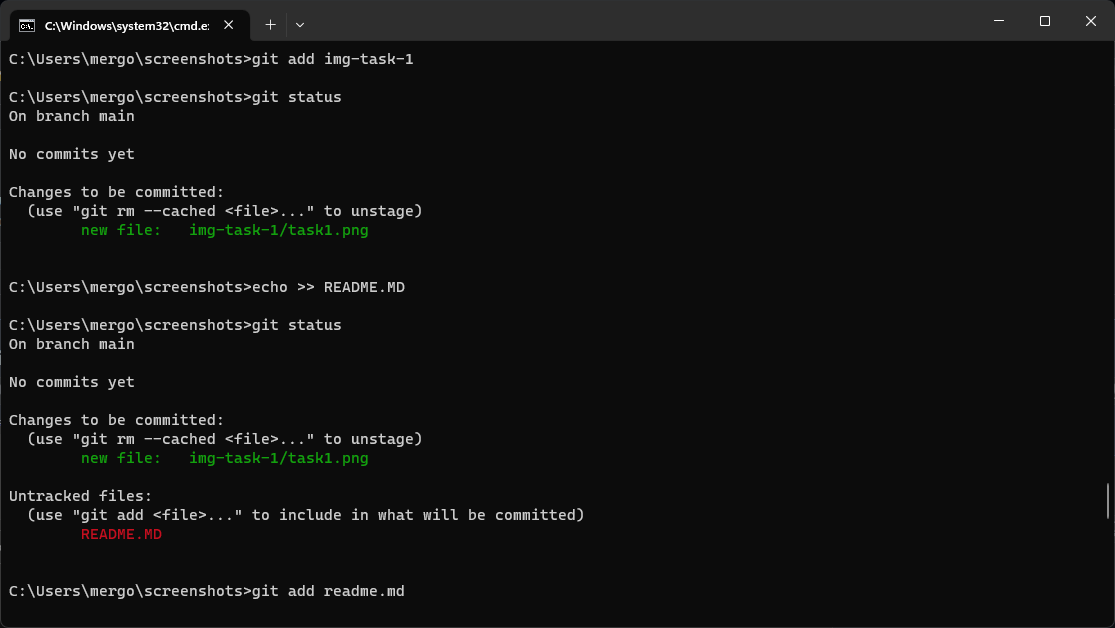 C:\Windows\system32\cmd.e:
C:\Users\mergo\screenshots>git add img-task-1
C:\Users\mergo\screenshots>git status
On branch main
No commits yet
Changes to be committed:
  (use "git rm --cached <file>..." to unstage)
        new file:   img-task-1/task1.png
C:\Users\mergo\screenshots>echo >> README.MD
C:\Users\mergo\screenshots>git status
On branch main
No commits yet
Changes to be committed:
  (use "git rm --cached <file>..." to unstage)
        new file:   img-task-1/task1.png
Untracked files:
  (use "git add <file>..." to include in what will be committed)
        README.MD
C:\Users\mergo\screenshots>git add readme.md